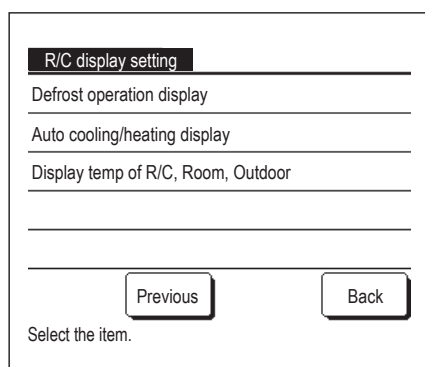 R/C display setting
Defrost operation display
Auto cooling/heating display
Display temp of R/C, Room, Outdoor
Previous Back
Select the item.